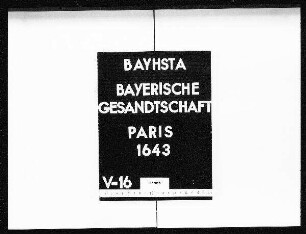 BAYHSTA
BAYERISCHE
GESANDTSCHAFT
PARIS
1643
V-16